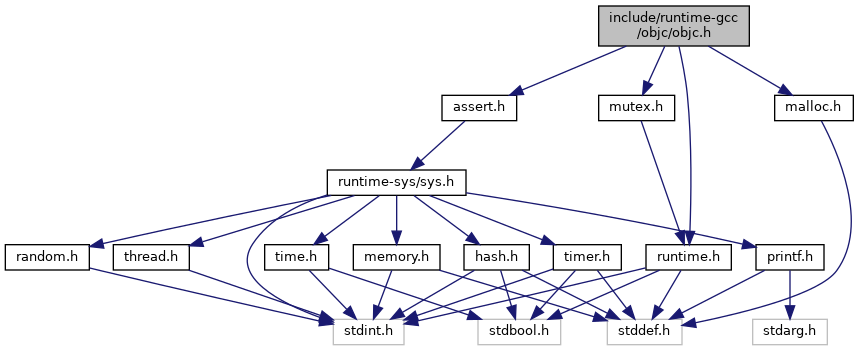 include/runtime-gcc
/objc/objc.h
assert.h
mutex.h
malloc.h
runtime-sys/sys.h
random.h
thread.h
time.h
memory.h
hash.h
timer.h
runtime.h
printf.h
stdint.h
stdbool.h
stddef.h
stdarg.h